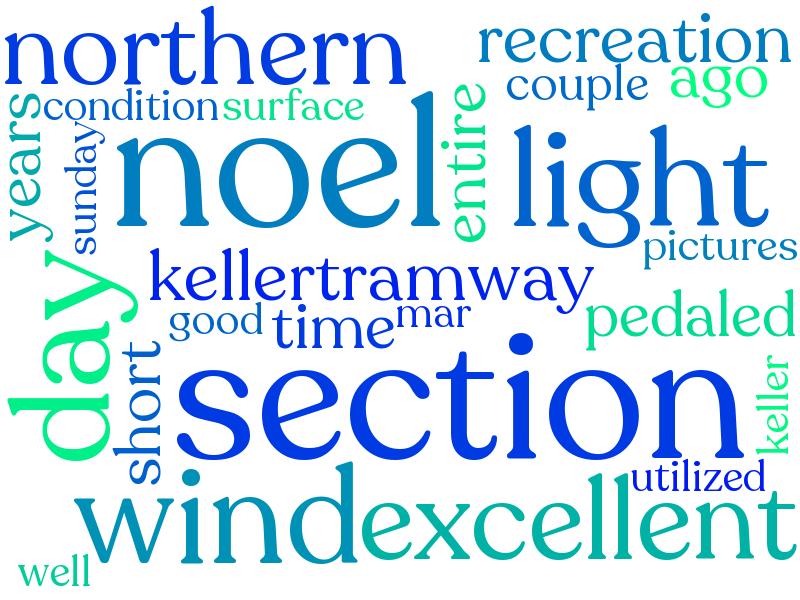 northern
recreation
couple
ago
condition
surface
years
sunday
noel
entire
light
pictures
kellertramway
day
good
time
mar
pedaled
short
section
keller
wind
excellent
utilized
well